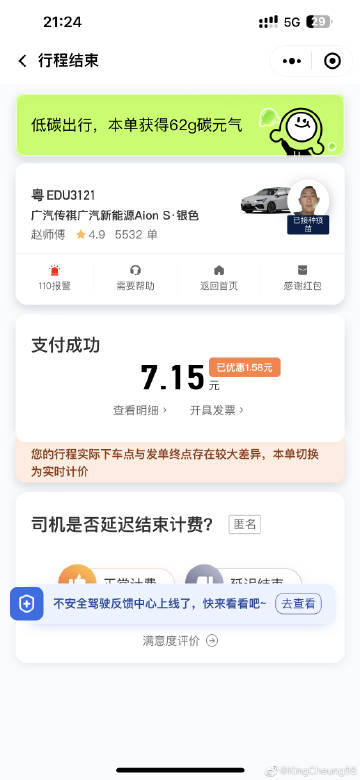 21:24
5G
29
行程结束
低碳出行，本单获得62g碳元气
粤EDU3121
广汽传祺广汽新能源Aion S·银色
赵师傅 4.9 5532 单
已接种疫苗
110报警
需要帮助
返回首页
感谢红包
支付成功
7.15元
已优惠1.58元
查看明细 ›
开具发票 ›
您的行程实际下车点与发单终点存在较大差异，本单切换
为实时计价
司机是否延迟结束计费？ 匿名
正常计费
延迟结束
不安全驾驶反馈中心上线了，快来看看吧~
去查看
满意度评价
@KingCheung98